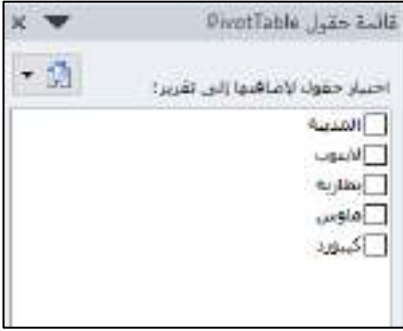 قائمة حقول PivotTable
اختيار حقول لإضافتها إلى تقرير:
المدينة
لابتوب
بطارية
ماوس
كيبورد